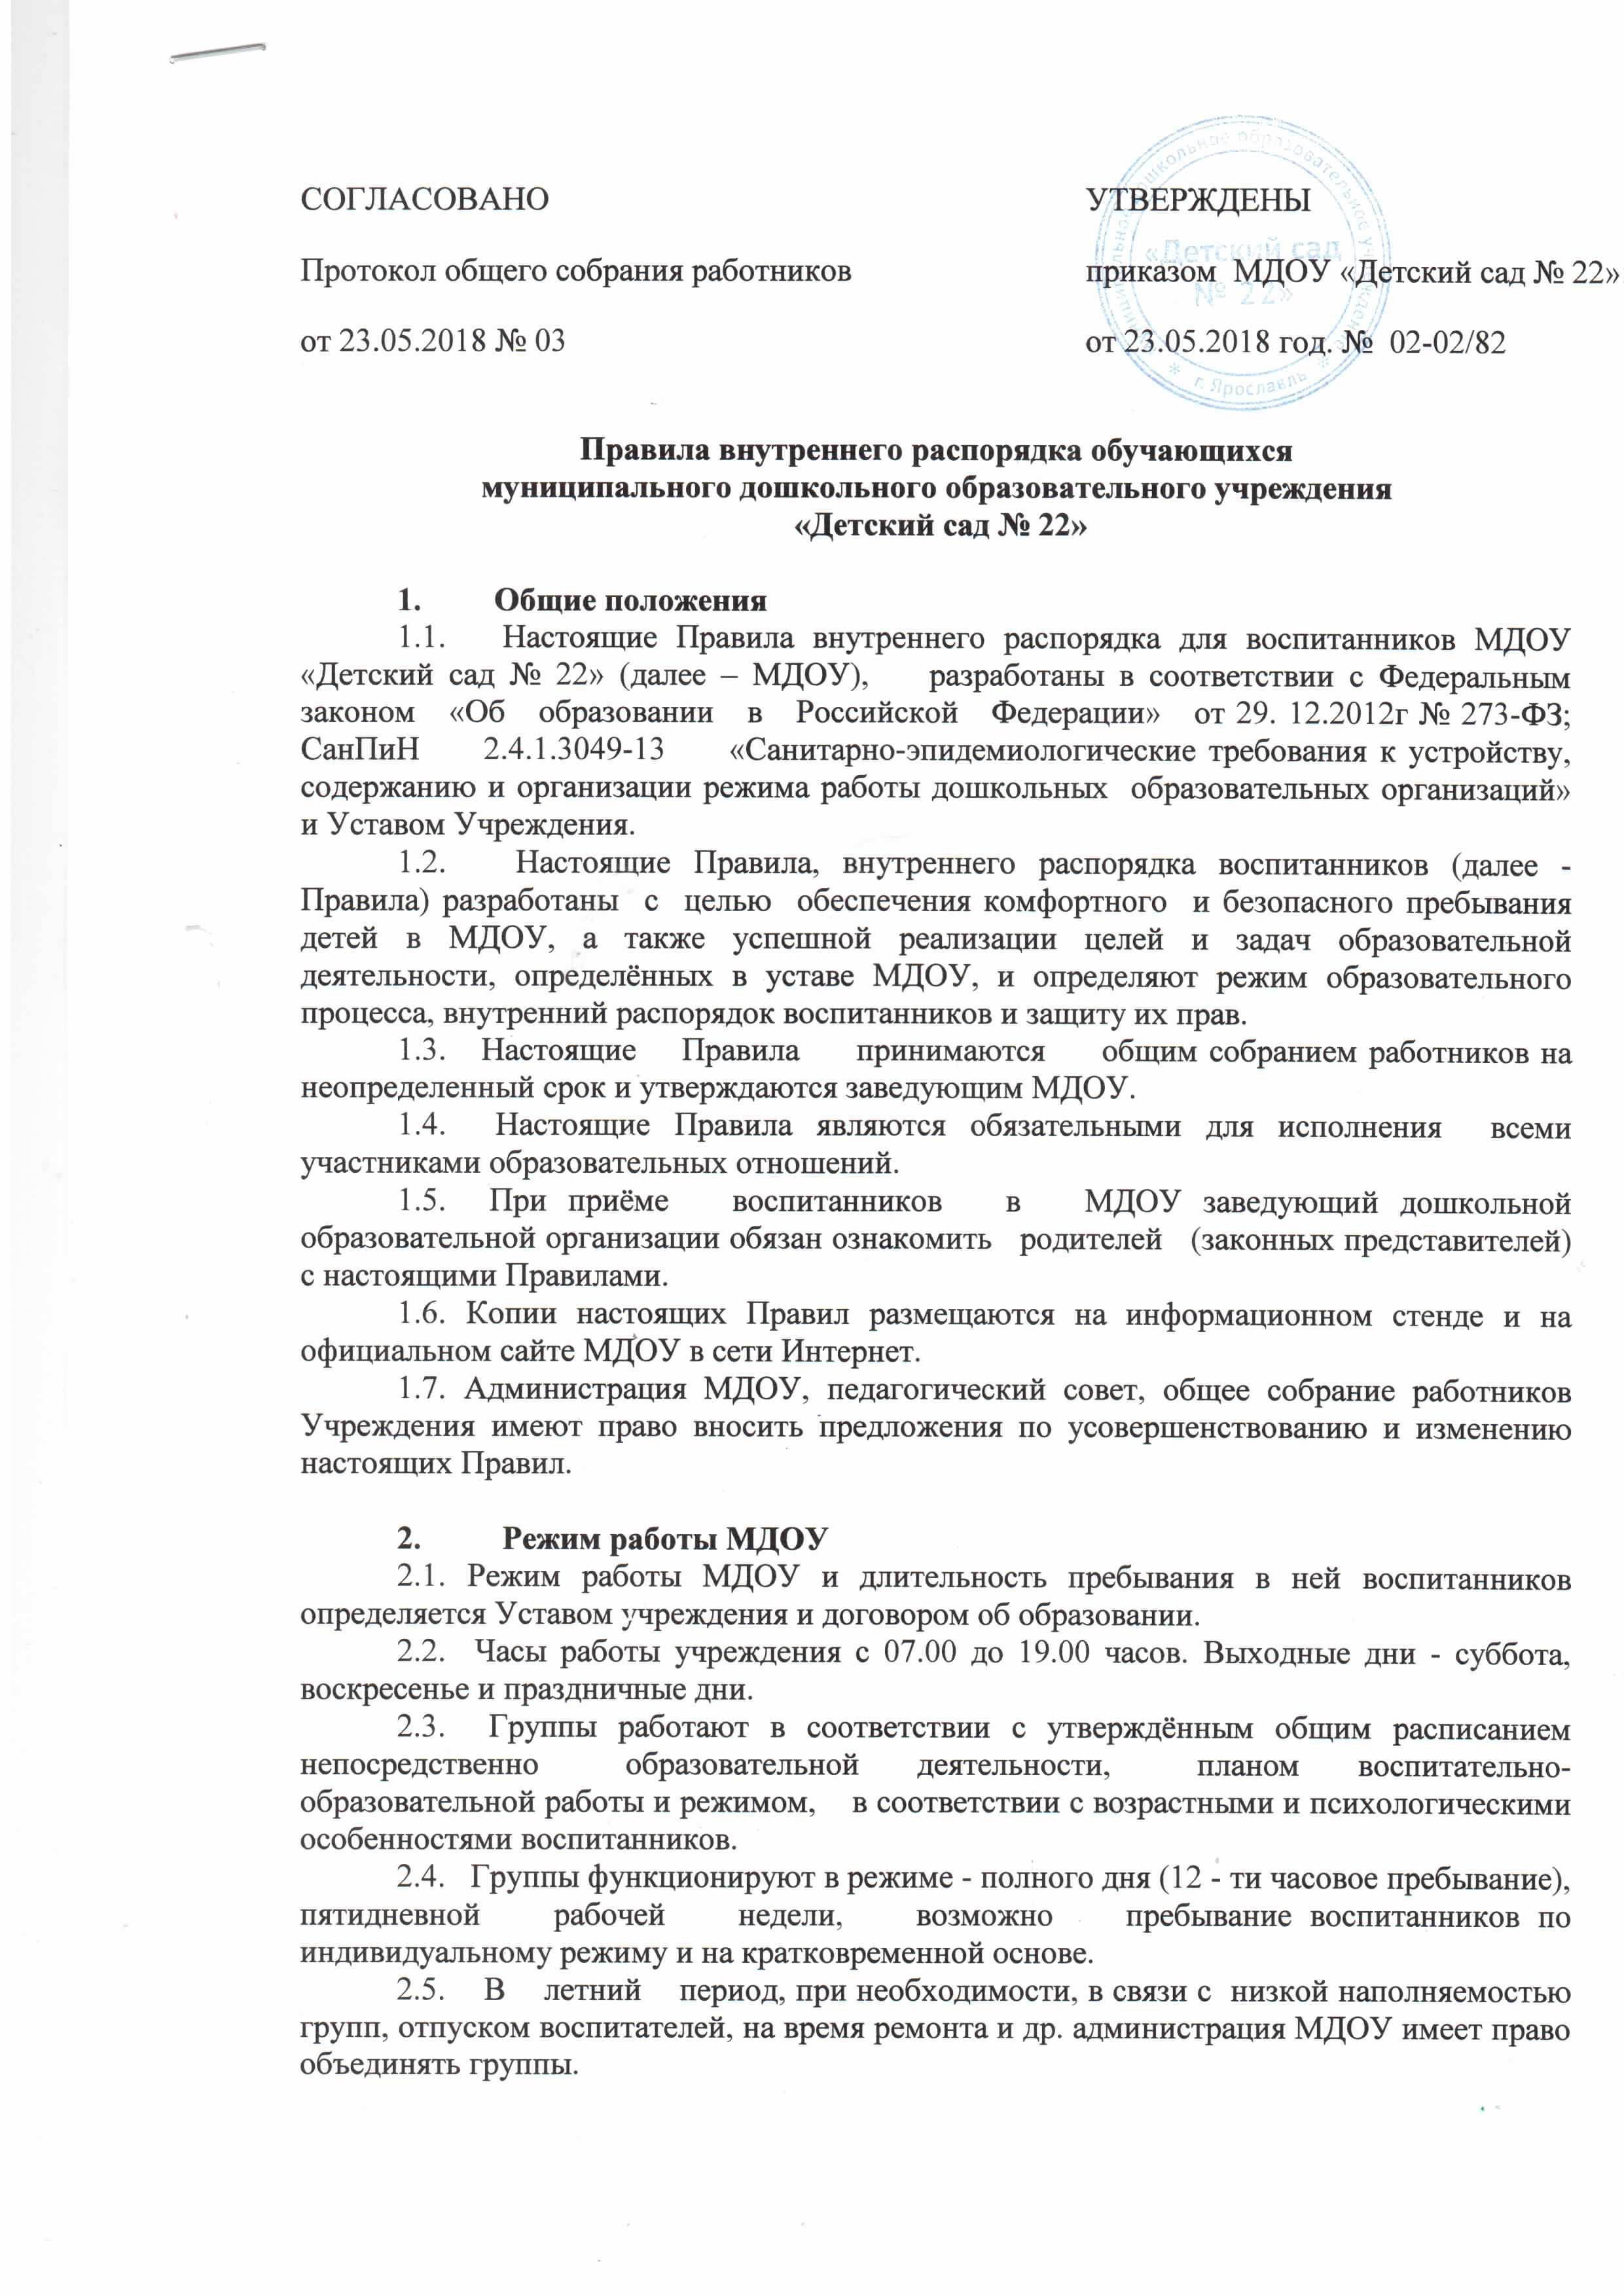 СОГЛАСОВАНО
УТВЕРЖДЕНЫ
Протокол общего собрания работников
приказом МДОУ «Детский сад № 22»
от 23.05.2018 № 03
от 23.05.2018 год. № 02-02/82
«Детский сад
№ 22»
г. Ярославль
Правила внутреннего распорядка обучающихся
муниципального дошкольного образовательного учреждения
«Детский сад № 22»
1. Общие положения
1.1. Настоящие Правила внутреннего распорядка для воспитанников МДОУ
«Детский сад № 22» (далее – МДОУ), разработаны в соответствии с Федеральным
законом «Об образовании в Российской Федерации» от 29. 12.2012г № 273-ФЗ;
СанПиН 2.4.1.3049-13 «Санитарно-эпидемиологические требования к устройству,
содержанию и организации режима работы дошкольных образовательных организаций»
и Уставом Учреждения.
1.2. Настоящие Правила, внутреннего распорядка воспитанников (далее -
Правила) разработаны с целью обеспечения комфортного и безопасного пребывания
детей в МДОУ, а также успешной реализации целей и задач образовательной
деятельности, определённых в уставе МДОУ, и определяют режим образовательного
процесса, внутренний распорядок воспитанников и защиту их прав.
1.3. Настоящие Правила принимаются общим собранием работников на
неопределенный срок и утверждаются заведующим МДОУ.
1.4. Настоящие Правила являются обязательными для исполнения всеми
участниками образовательных отношений.
1.5. При приёме воспитанников в МДОУ заведующий дошкольной
образовательной организации обязан ознакомить родителей (законных представителей)
с настоящими Правилами.
1.6. Копии настоящих Правил размещаются на информационном стенде и на
официальном сайте МДОУ в сети Интернет.
1.7. Администрация МДОУ, педагогический совет, общее собрание работников
Учреждения имеют право вносить предложения по усовершенствованию и изменению
настоящих Правил.
2. Режим работы МДОУ
2.1. Режим работы МДОУ и длительность пребывания в ней воспитанников
определяется Уставом учреждения и договором об образовании.
2.2. Часы работы учреждения с 07.00 до 19.00 часов. Выходные дни - суббота,
воскресенье и праздничные дни.
2.3. Группы работают в соответствии с утверждённым общим расписанием
непосредственно образовательной деятельности, планом воспитательно-
образовательной работы и режимом, в соответствии с возрастными и психологическими
особенностями воспитанников.
2.4. Группы функционируют в режиме - полного дня (12 - ти часовое пребывание),
пятидневной рабочей недели, возможно пребывание воспитанников по
индивидуальному режиму и на кратковременной основе.
2.5. В летний период, при необходимости, в связи с низкой наполняемостью
групп, отпуском воспитателей, на время ремонта и др. администрация МДОУ имеет право
объединять группы.